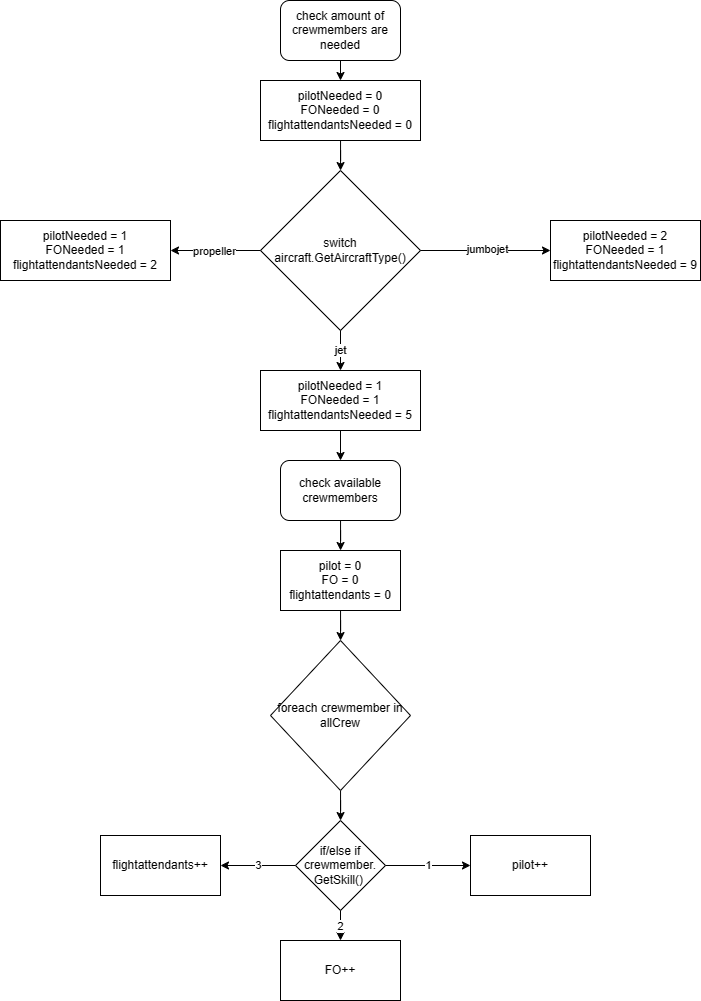 check amount of
crewmembers are
needed
pilotNeeded = 0
FONeeded = 0
flightattendantsNeeded = 0
switch
aircraft.GetAircraftType()
propeller
jumbojet
pilotNeeded = 1
FONeeded = 1
flightattendantsNeeded = 2
pilotNeeded = 2
FONeeded = 1
flightattendantsNeeded = 9
jet
pilotNeeded = 1
FONeeded = 1
flightattendantsNeeded = 5
check available
crewmembers
pilot = 0
FO = 0
flightattendants = 0
foreach crewmember in
allCrew
if/else if
crewmember.
GetSkill()
3
1
flightattendants++
pilot++
2
FO++